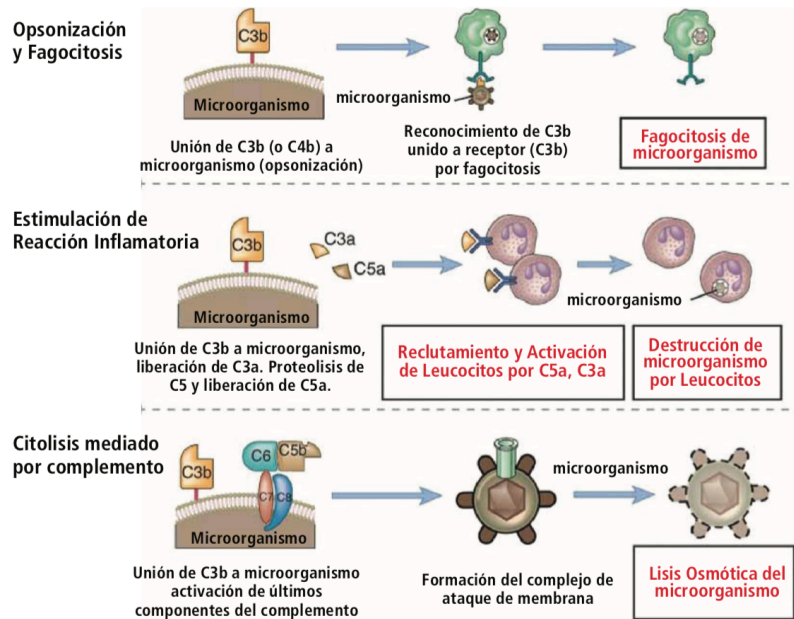 Opsonización
y Fagocitosis
C3b
Microorganismo
microorganismo
Unión de C3b (o C4b) a
microorganismo (opsonización)
Reconocimiento de C3b
unido a receptor (C3b)
por fagocitosis
Fagocitosis de
microorganismo
Estimulación de
Reacción Inflamatoria
C3b
C3a
C5a
Microorganismo
microorganismo
Unión de C3b a microorganismo,
liberación de C3a. Proteolisis de
C5 y liberación de C5a.
Reclutamiento y Activación
de Leucocitos por C5a, C3a
Destrucción de
microorganismo
por Leucocitos
Citolisis mediado
por complemento
C3b
C6
C5b
C7
C8
Microorganismo
microorganismo
Unión de C3b a microorganismo
activación de últimos
componentes del complemento
Formación del complejo de
ataque de membrana
Lisis Osmótica del
microorganismo